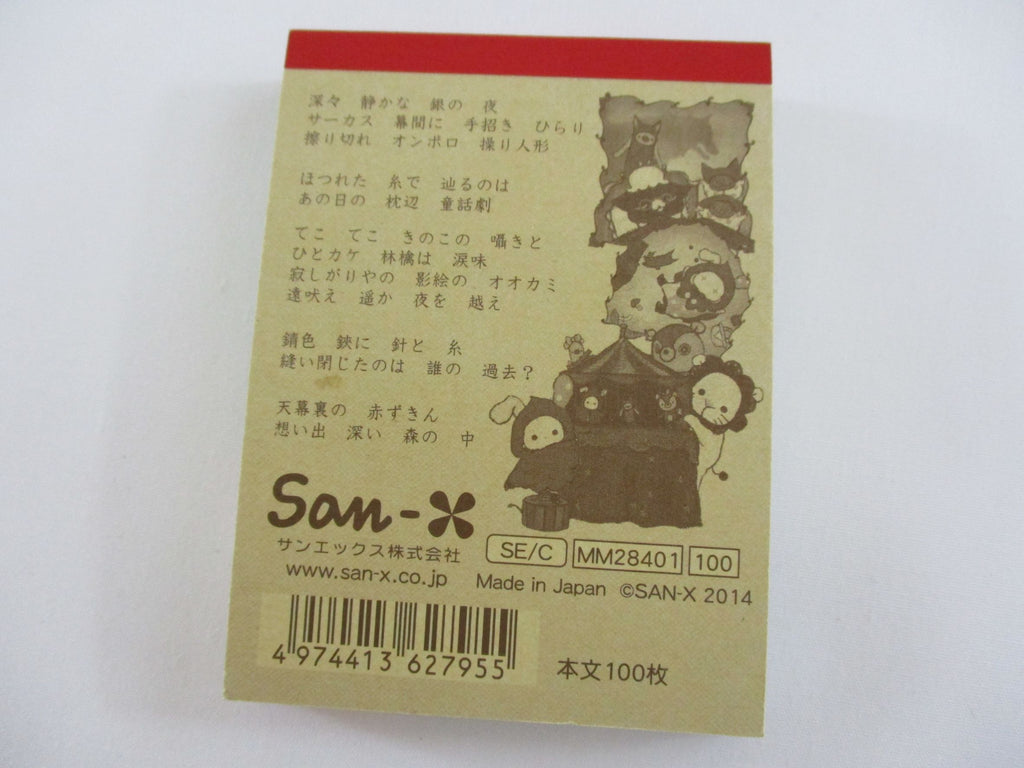 深々 静かな 銀の 夜
サーカス 幕間に 手招き ひらり
擦り切れ オンボロ 操り人形
ほつれた 糸で 辿るのは
あの日の 枕辺 童話劇
てこ てこ きのこの 囁きと
ひとカケ 林檎は 涙味
寂しがりやの 影絵の オオカミ
遠吠え 遥か 夜を 越え
錆色 鋏に 針と 糸
縫い閉じたのは 誰の 過去?
天幕裏の 赤ずきん
想い出 深い 森の 中
San-X
サンエックス株式会社
www.san-x.co.jp
SE/C MM28401 100
Made in Japan ©SAN-X 2014
4 974413 627955
本文100枚